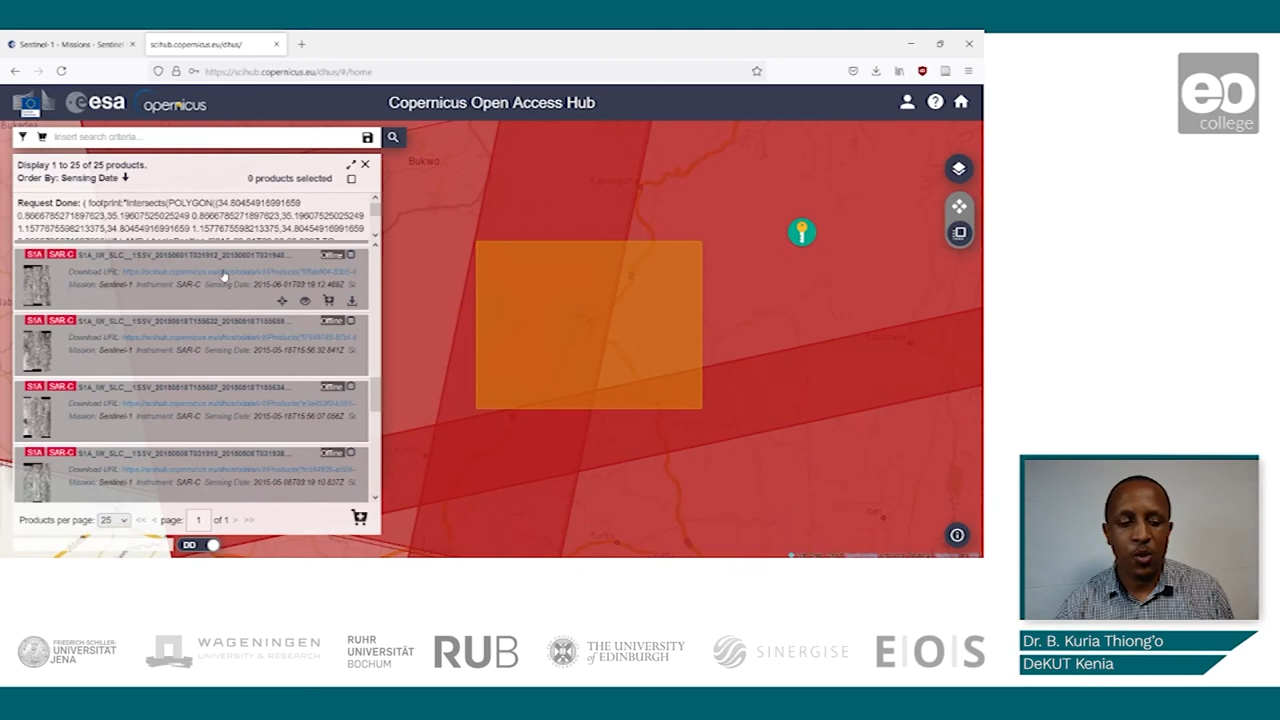 Sentinel-1 - Missions - Sentinel
scihub.copernicus.eu/dhus/
https://scihub.copernicus.eu/dhus/#/home
esa
opernicus
Copernicus Open Access Hub
eo
college
Insert search criteria...
Bukwo
Display 1 to 25 of 25 products.
Order By: Sensing Date
0 products selected
Request Done: ( footprint:"Intersects(POLYGON((34.80454916991659
0.8666785271897623,35.19607525025249 0.8666785271897623,35.19607525025249
1.1577675598213375,34.80454916991659 1.1577675598213375,34.80454916991659
S1A SAR-C S1A_IW_SLC__1SSV_20150601T031912_20150601T031940... Offline
Mission: Sentinel-1 Instrument: SAR-C Sensing Date: 2015-06-01T03:19:12.468Z
S1A SAR-C S1A_IW_SLC__1SSV_20150518T155632_20150518T155659... Offline
Mission: Sentinel-1 Instrument: SAR-C Sensing Date: 2015-05-18T15:56:32.841Z
S1A SAR-C S1A_IW_SLC__1SSV_20150518T155607_20150518T155634... Offline
Mission: Sentinel-1 Instrument: SAR-C Sensing Date: 2015-05-18T15:56:07.056Z
S1A SAR-C S1A_IW_SLC__1SSV_20150508T031910_20150508T031938... Offline
Mission: Sentinel-1 Instrument: SAR-C Sensing Date: 2015-05-08T03:19:10.837Z
Products per page: 25 << < page: 1 of 1 > >>
DD
Dr. B. Kuria Thiong'o
DeKUT Kenia
FRIEDRICH-SCHILLER-
UNIVERSITÄT
JENA
WAGENINGEN
UNIVERSITY & RESEARCH
RUHR
UNIVERSITÄT
BOCHUM
RUB
THE UNIVERSITY
of EDINBURGH
SINERGISE
E|O|S